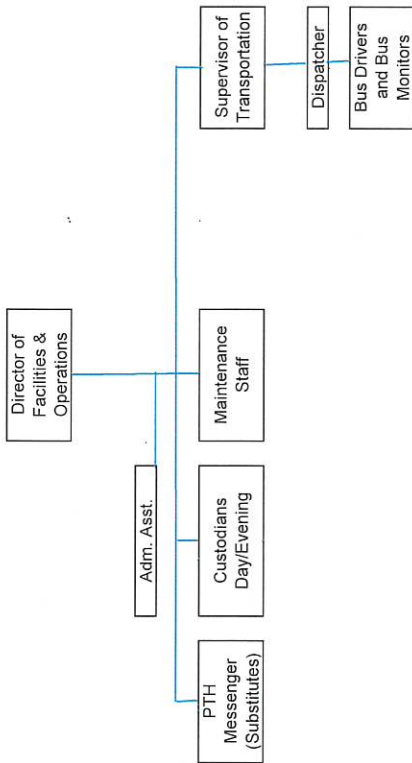 Director of
Facilities &
Operations
Adm. Asst.
PTH
Messenger
(Substitutes)
Custodians
Day/Evening
Maintenance
Staff
Supervisor of
Transportation
Dispatcher
Bus Drivers
and Bus
Monitors